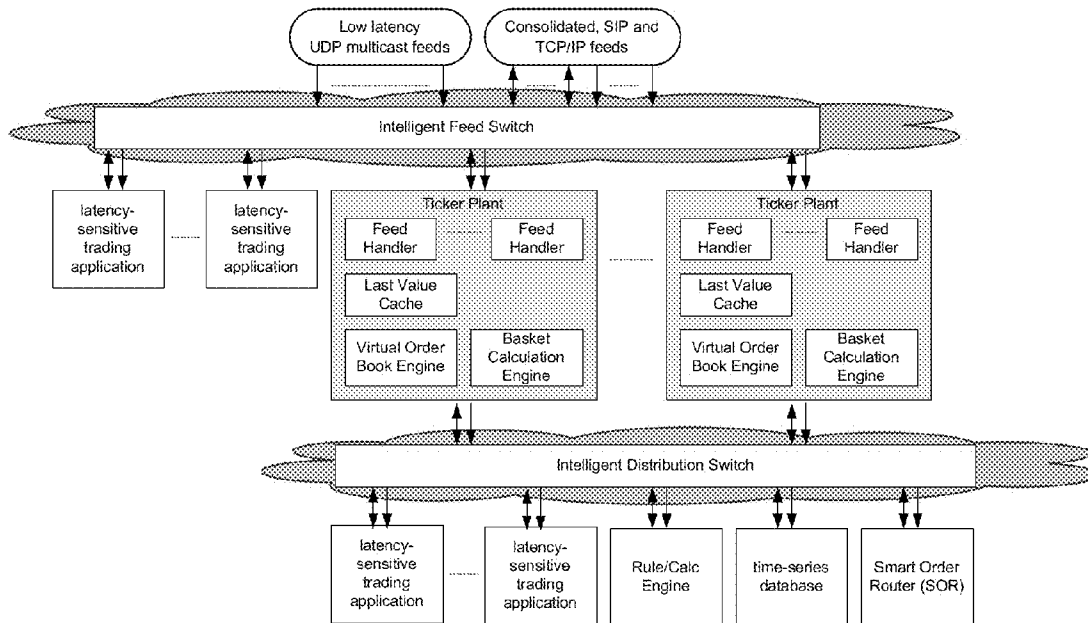 Low latency
UDP multicast feeds
Consolidated, SIP and
TCP/IP feeds
Intelligent Feed Switch
latency-
sensitive
trading
application
latency-
sensitive
trading
application
Ticker Plant
Feed
Handler
Feed
Handler
Last Value
Cache
Virtual Order
Book Engine
Basket
Calculation
Engine
Ticker Plant
Feed
Handler
Feed
Handler
Last Value
Cache
Virtual Order
Book Engine
Basket
Calculation
Engine
Intelligent Distribution Switch
latency-
sensitive
trading
application
latency-
sensitive
trading
application
Rule/Calc
Engine
time-series
database
Smart Order
Router (SOR)